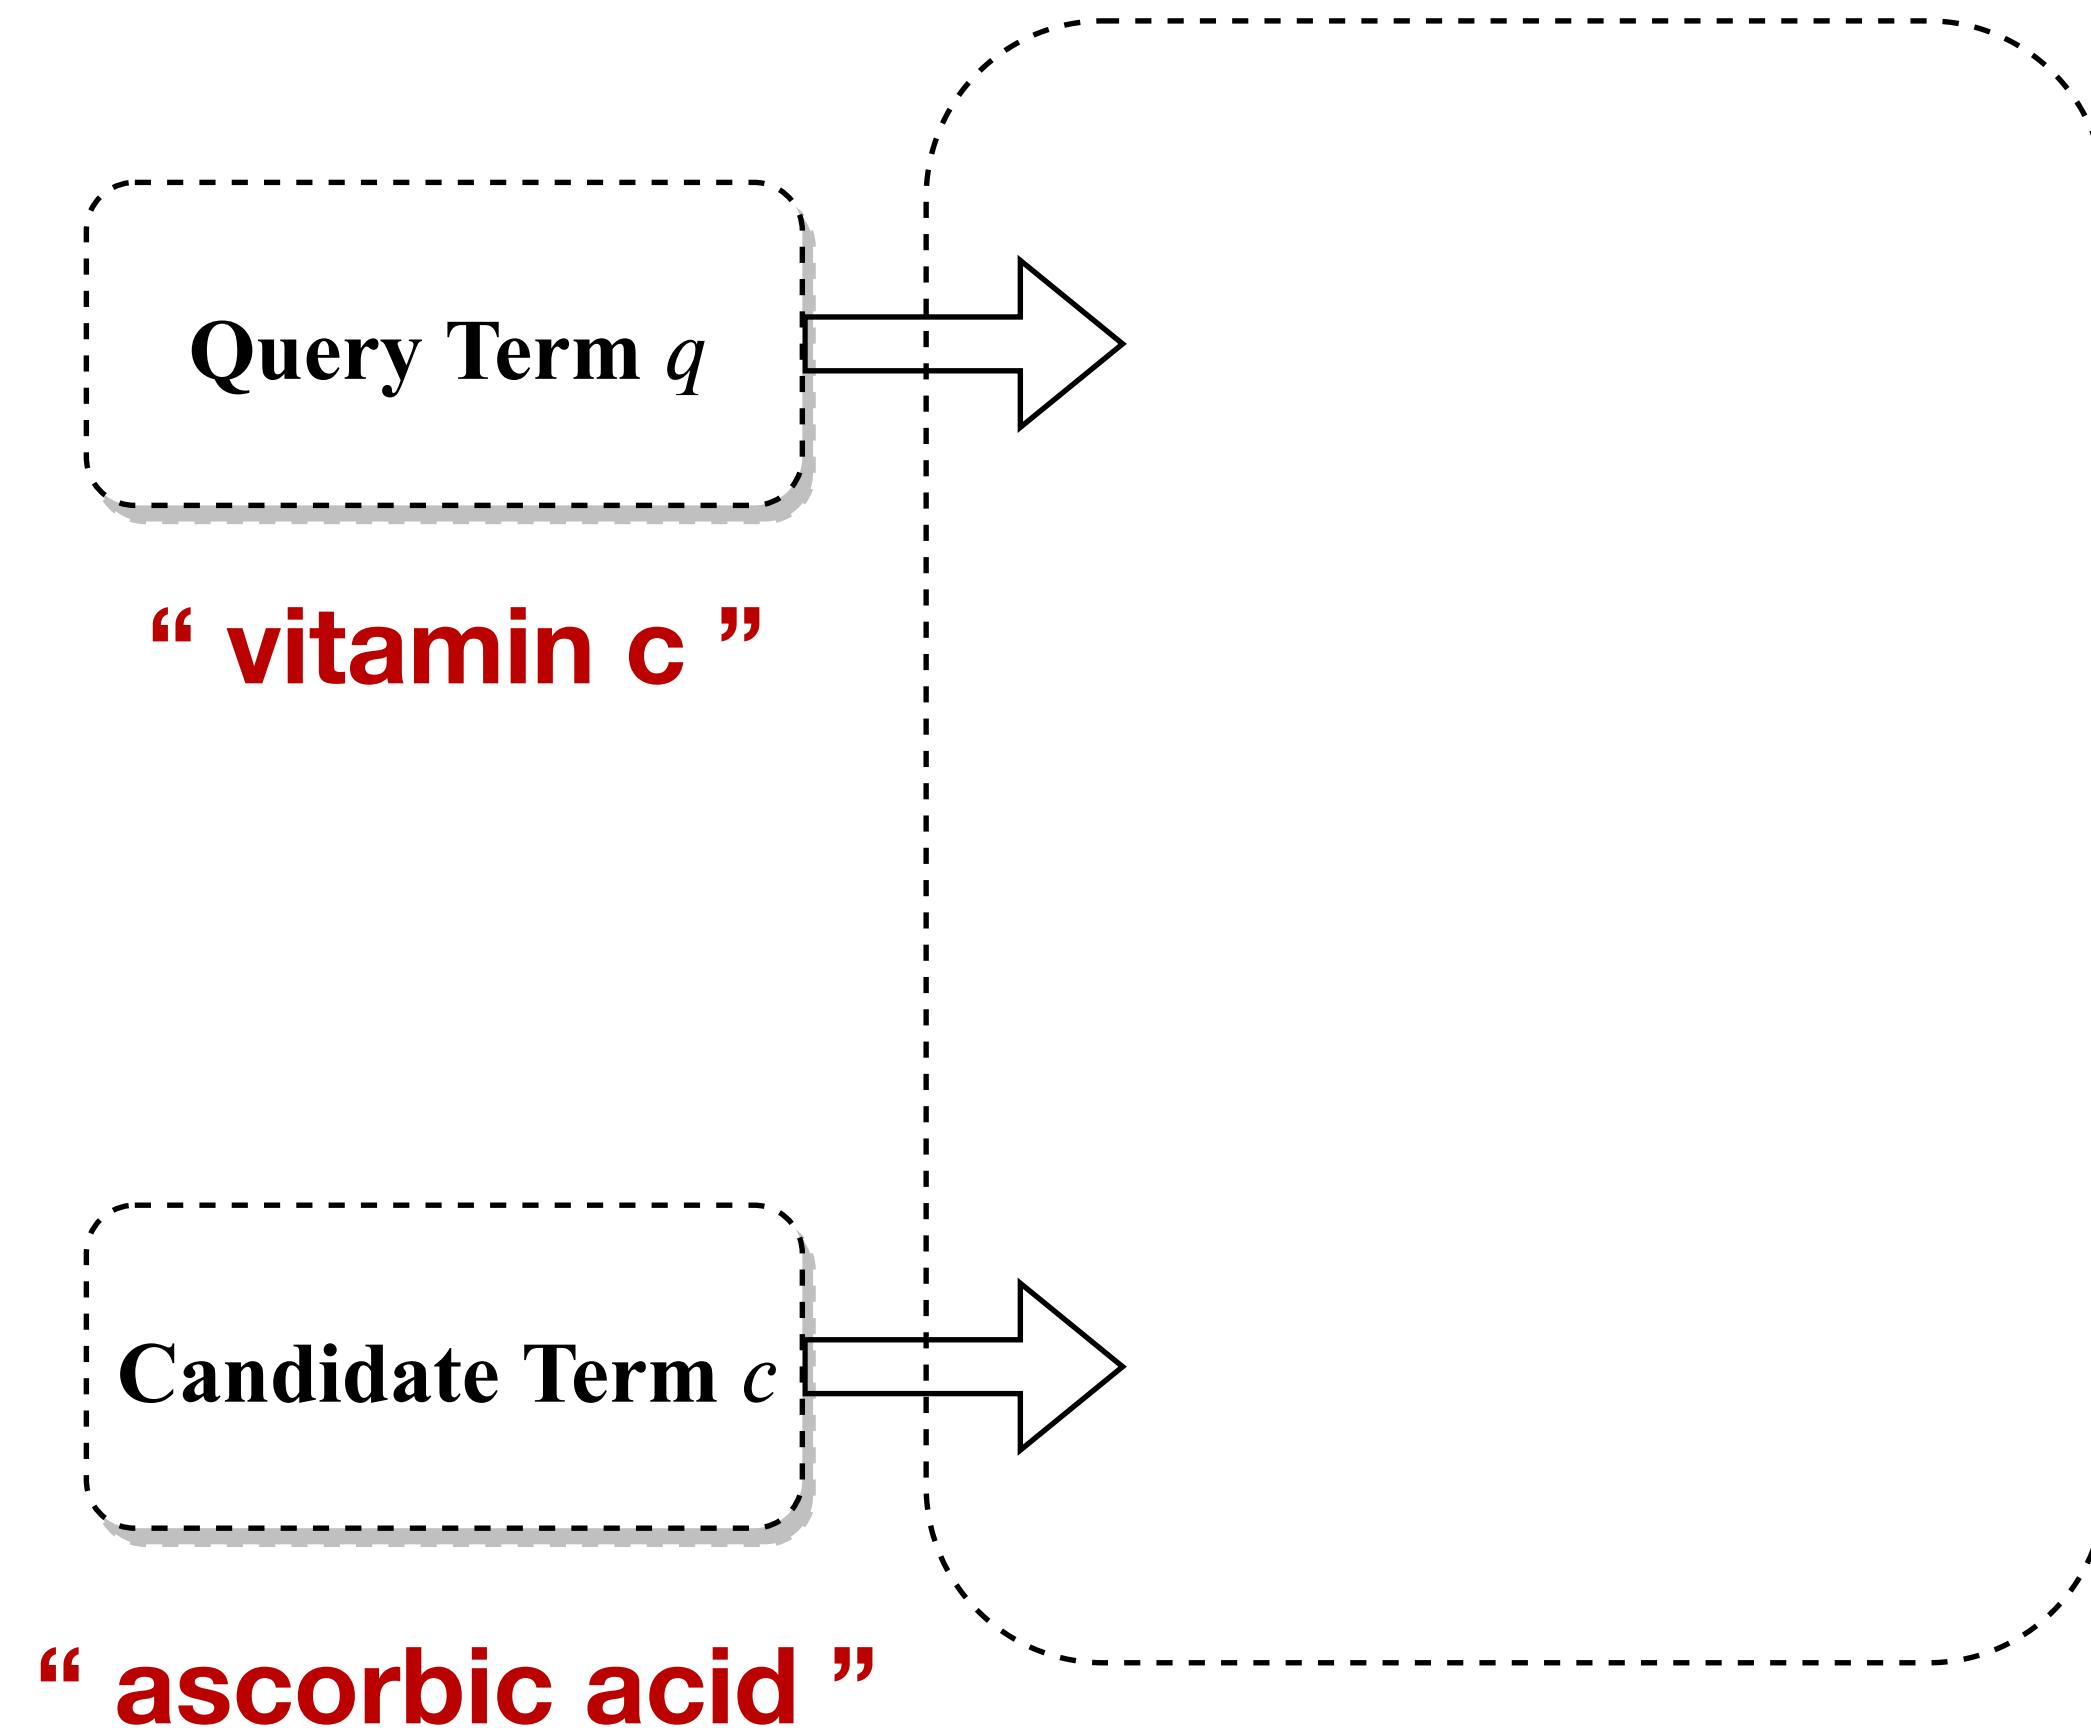 Query Term q
“ vitamin c ”
Candidate Term c
“ ascorbic acid ”